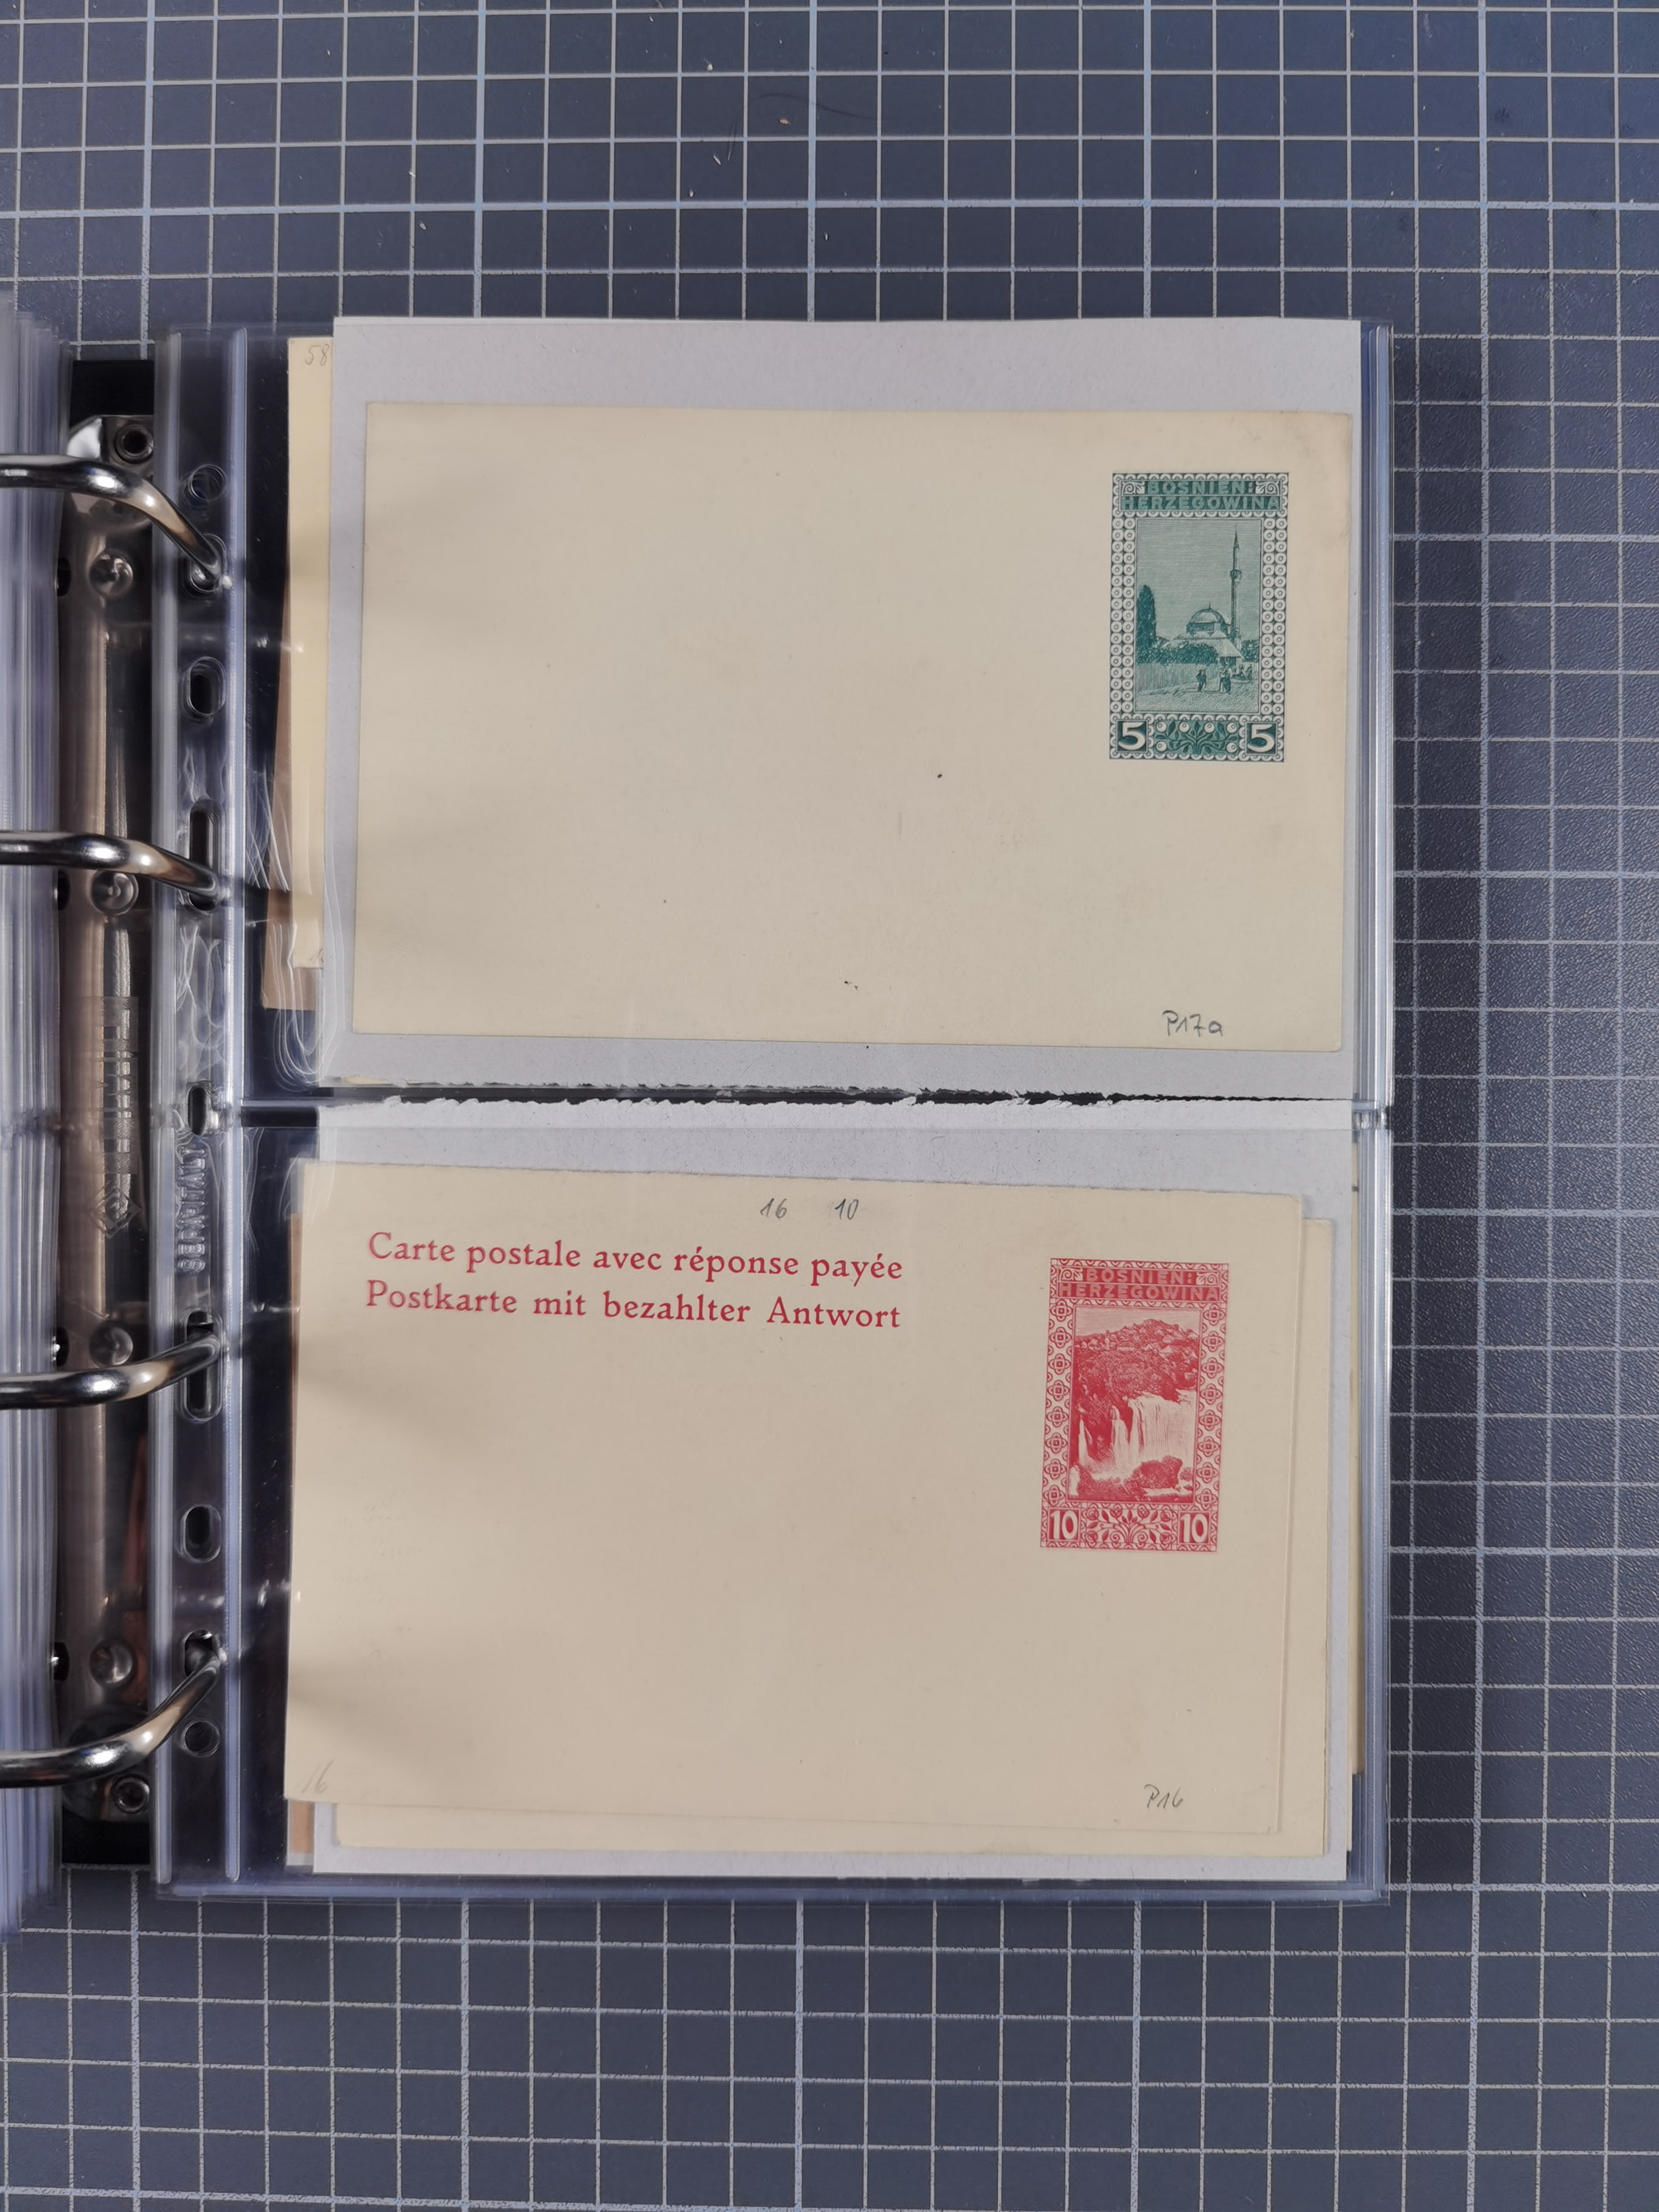 58
BOSNIEN:
HERZEGOWINA
5 5
P17a
16 10
Carte postale avec réponse payée
Postkarte mit bezahlter Antwort
BOSNIEN:
HERZEGOWINA
10 10
16
P16